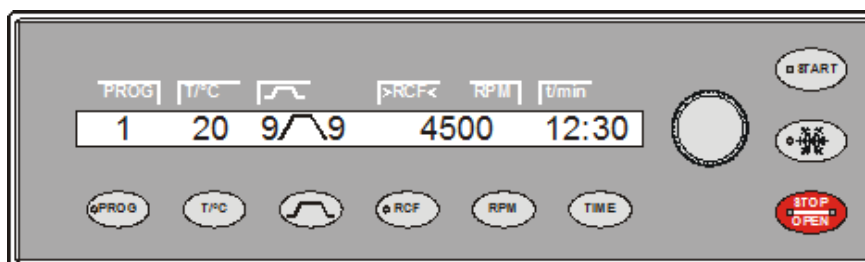 START
PROG T/°C >RCF< RPM t/min
1 20 9 9 4500 12:30
PROG T/°C RCF RPM TIME
STOP
OPEN